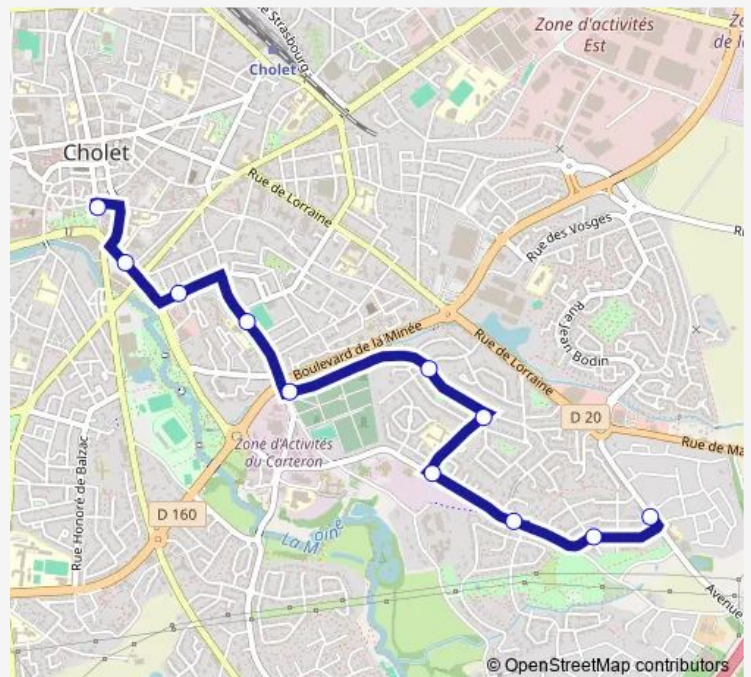 Zone d'activités
Est
de Strasbourg
Cholet
Cholet
Rue de Lorraine
Rue des Vosges
Rue Jean Bodin
Boulevard de la Minée
Rue de Lorraine
D 20
Rue Honoré de Balzac
Zone d'Activités
du Carteron
Rue de Ma
D 160
La Moine
Avenue
© OpenStreetMap contributors